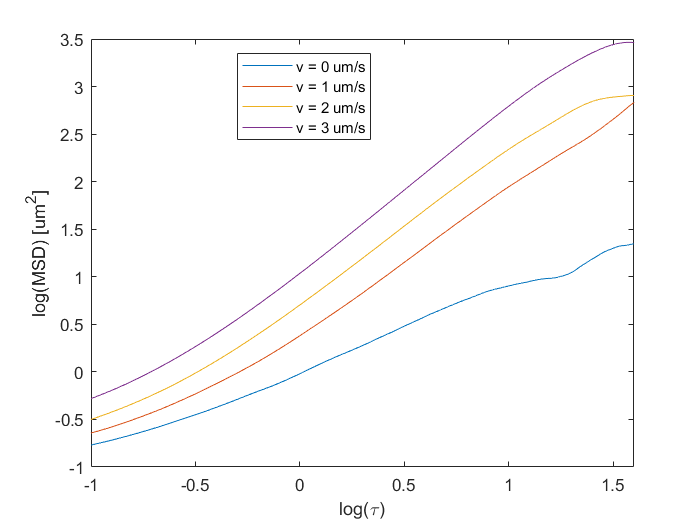 3.5
3
2.5
2
1.5
1
0.5
0
-0.5
-1
log(MSD) [um²]
v = 0 um/s
v = 1 um/s
v = 2 um/s
v = 3 um/s
-1 -0.5 0 0.5 1 1.5
log(τ)